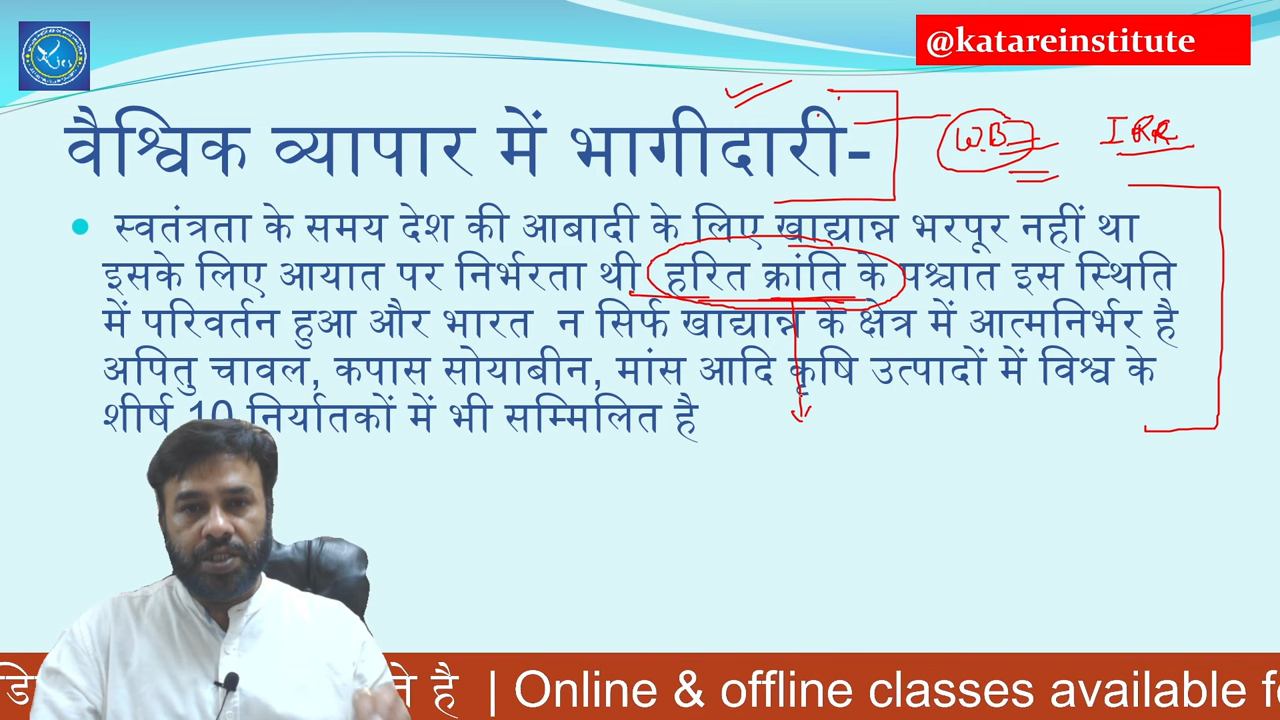 @katareinstitute
वैश्विक व्यापार में भागीदारी-
W.B
IRR
स्वतंत्रता के समय देश की आबादी के लिए खाद्यान्न भरपूर नहीं था
इसके लिए आयात पर निर्भरता थी हरित क्रांति के पश्चात इस स्थिति
में परिवर्तन हुआ और भारत न सिर्फ खाद्यान्न के क्षेत्र में आत्मनिर्भर है
अपितु चावल, कपास सोयाबीन, मांस आदि कृषि उत्पादों में विश्व के
शीर्ष 10 निर्यातकों में भी सम्मिलित है
है | Online & offline classes available